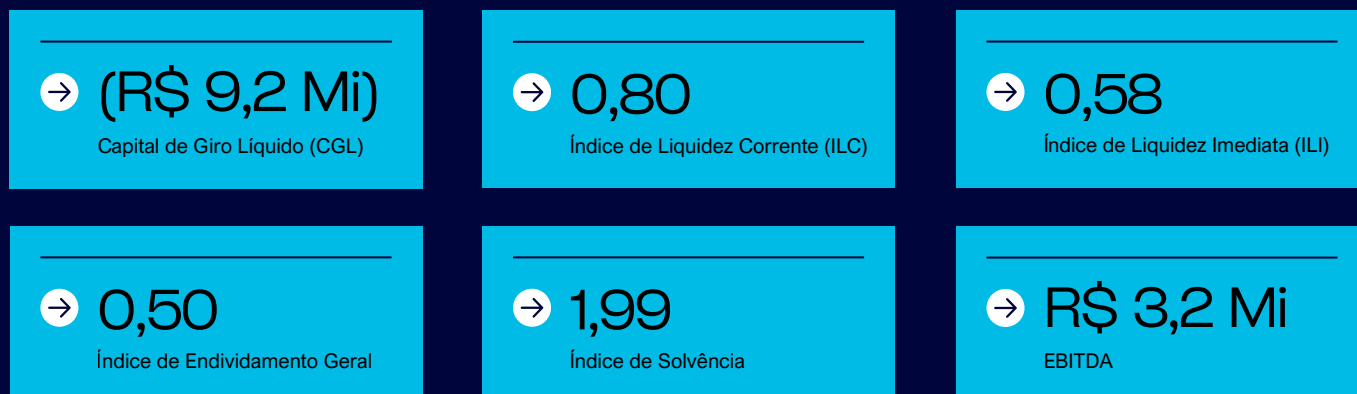 (R$ 9,2 Mi)
Capital de Giro Líquido (CGL)
0,80
Índice de Liquidez Corrente (ILC)
0,58
Índice de Liquidez Imediata (ILI)
0,50
Índice de Endividamento Geral
1,99
Índice de Solvência
R$ 3,2 Mi
EBITDA